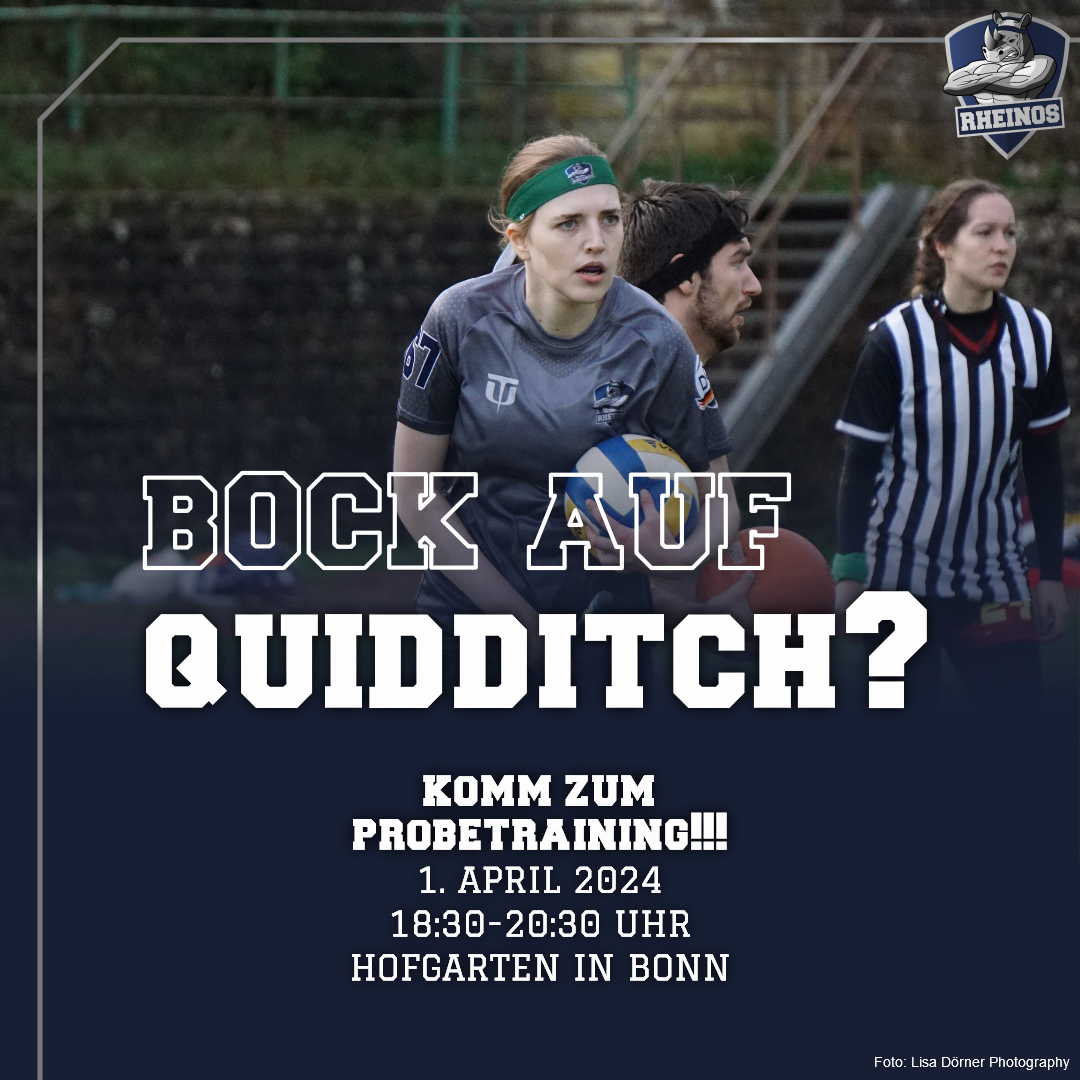 RHEINOS
67
BOCK AUF
QUIDDITCH?
KOMM ZUM
PROBETRAINING!!!
1. APRIL 2024
18:30-20:30 UHR
HOFGARTEN IN BONN
Foto: Lisa Dörner Photography